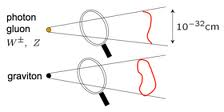 photon
gluon
W±, Z
10⁻³²cm
graviton